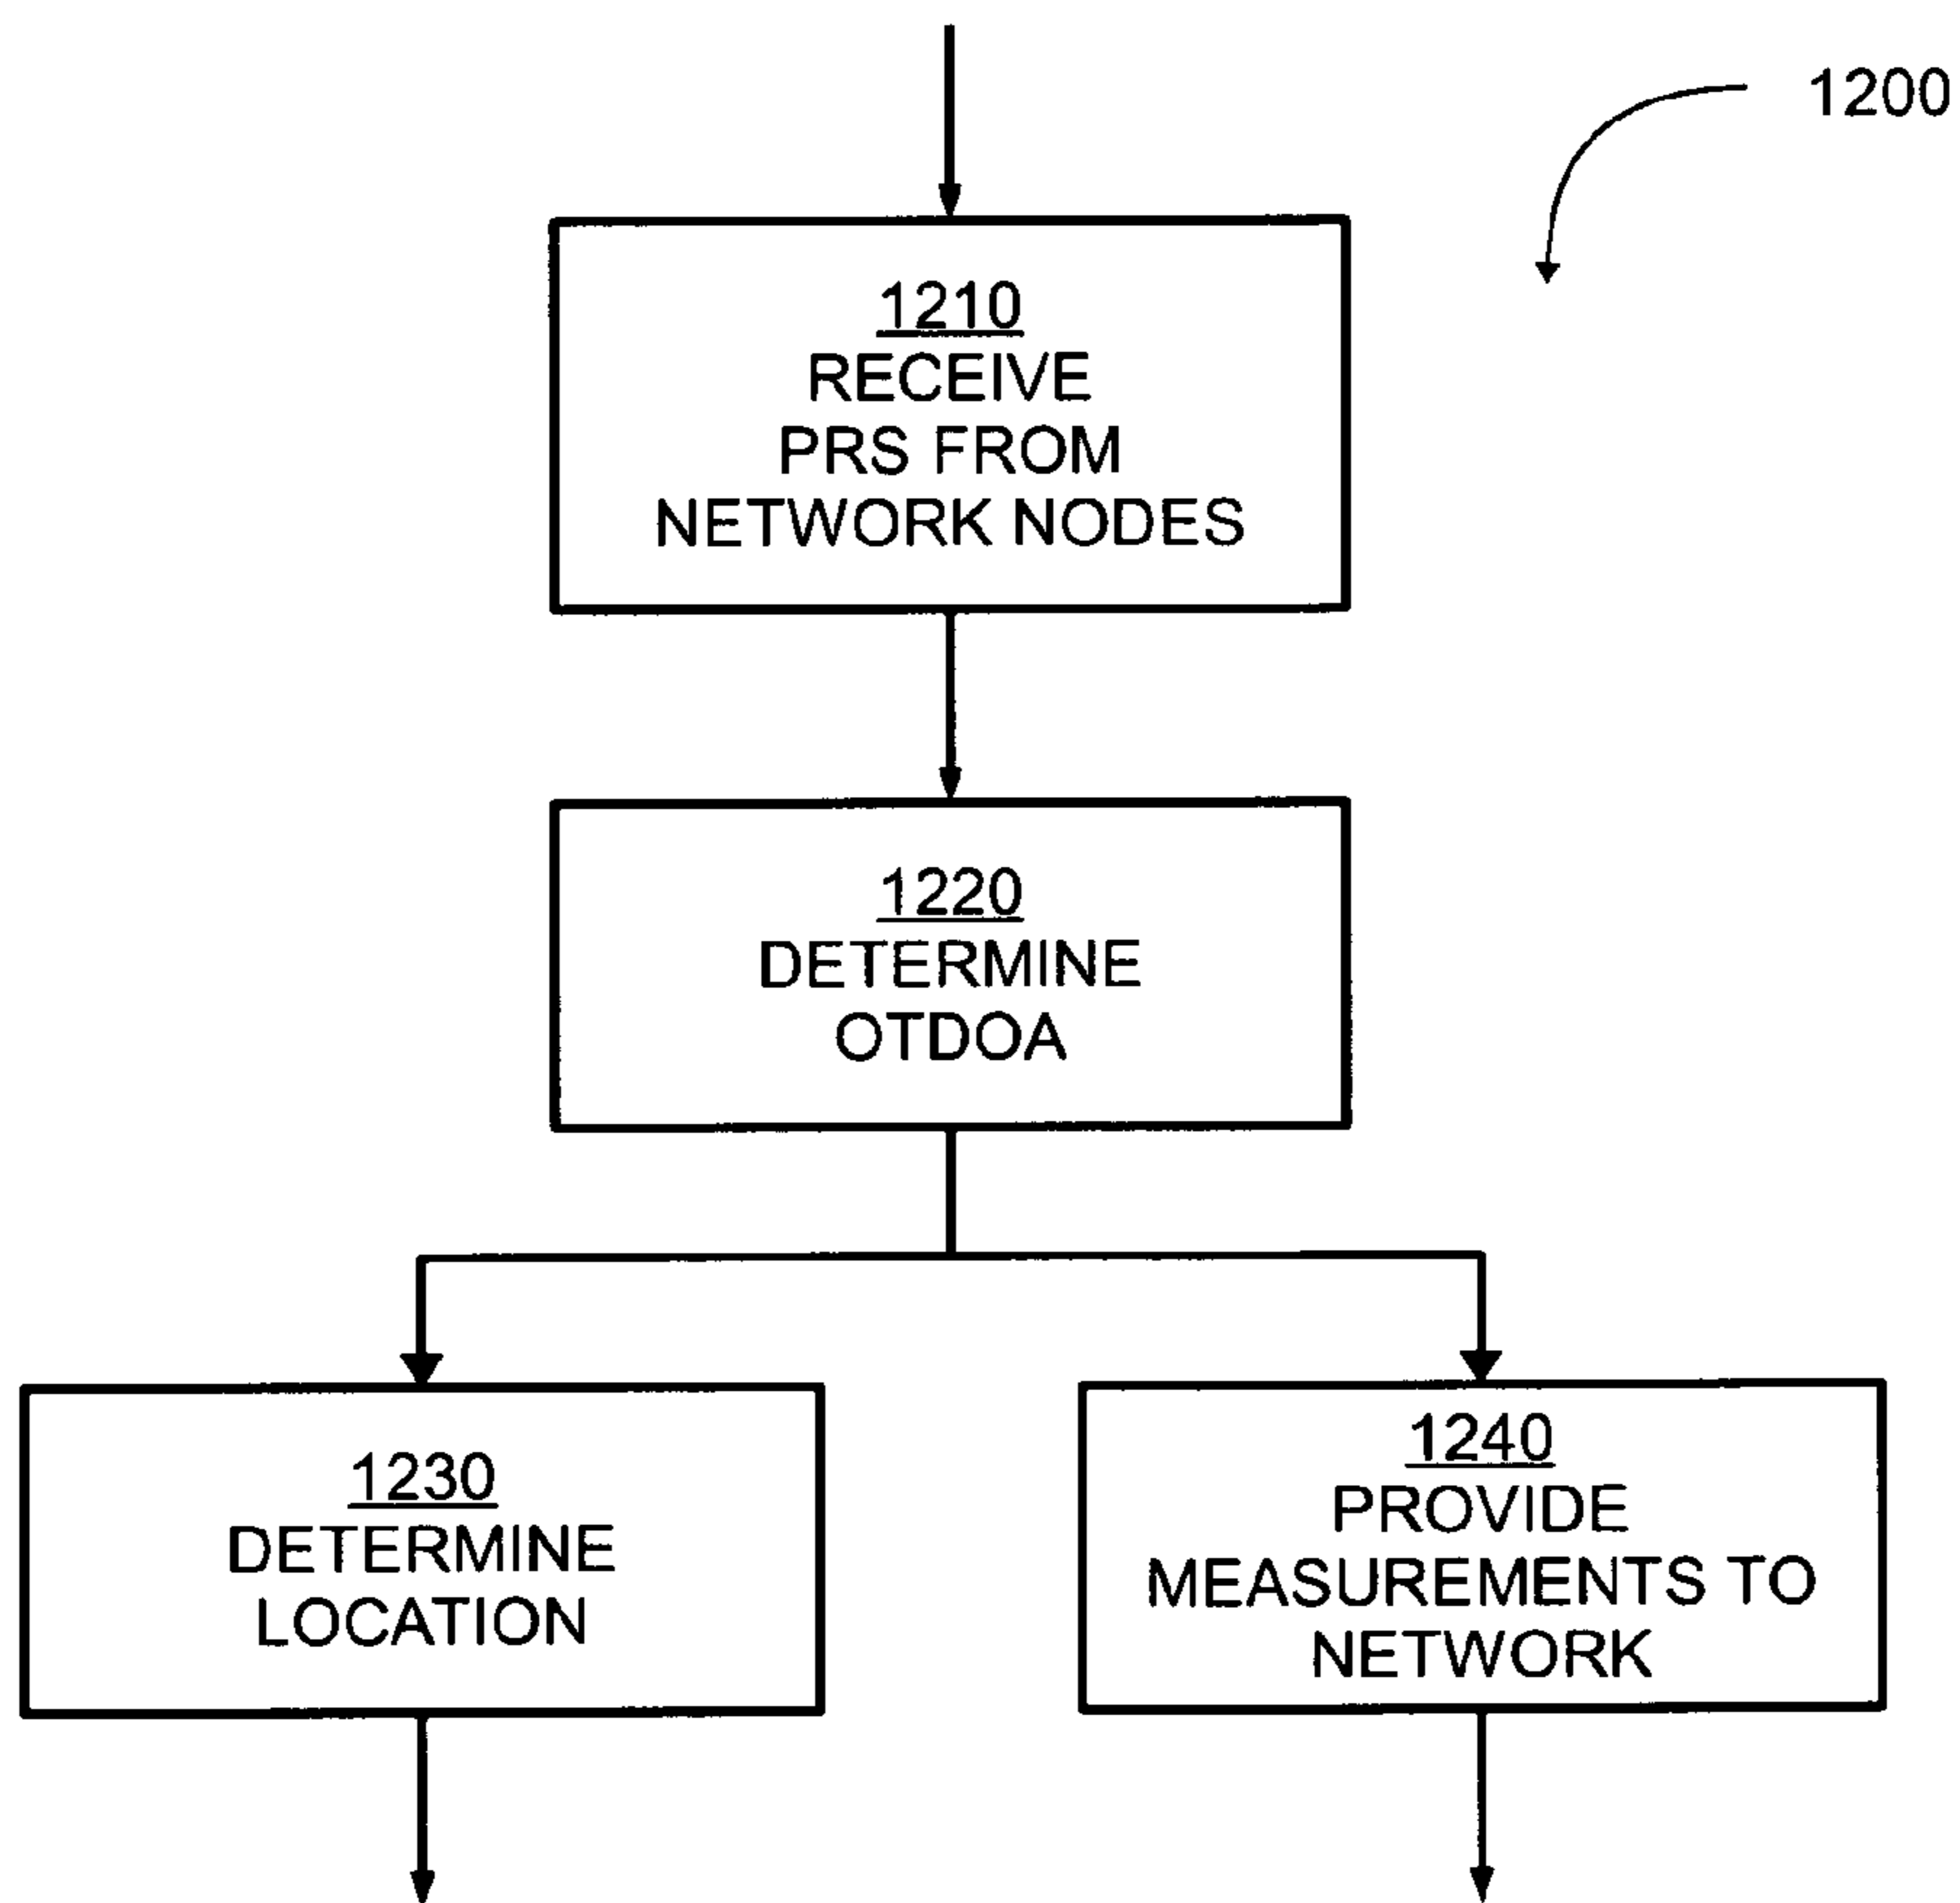 1200
1210
RECEIVE
PRS FROM
NETWORK NODES
1220
DETERMINE
OTDOA
1230
DETERMINE
LOCATION
1240
PROVIDE
MEASUREMENTS TO
NETWORK